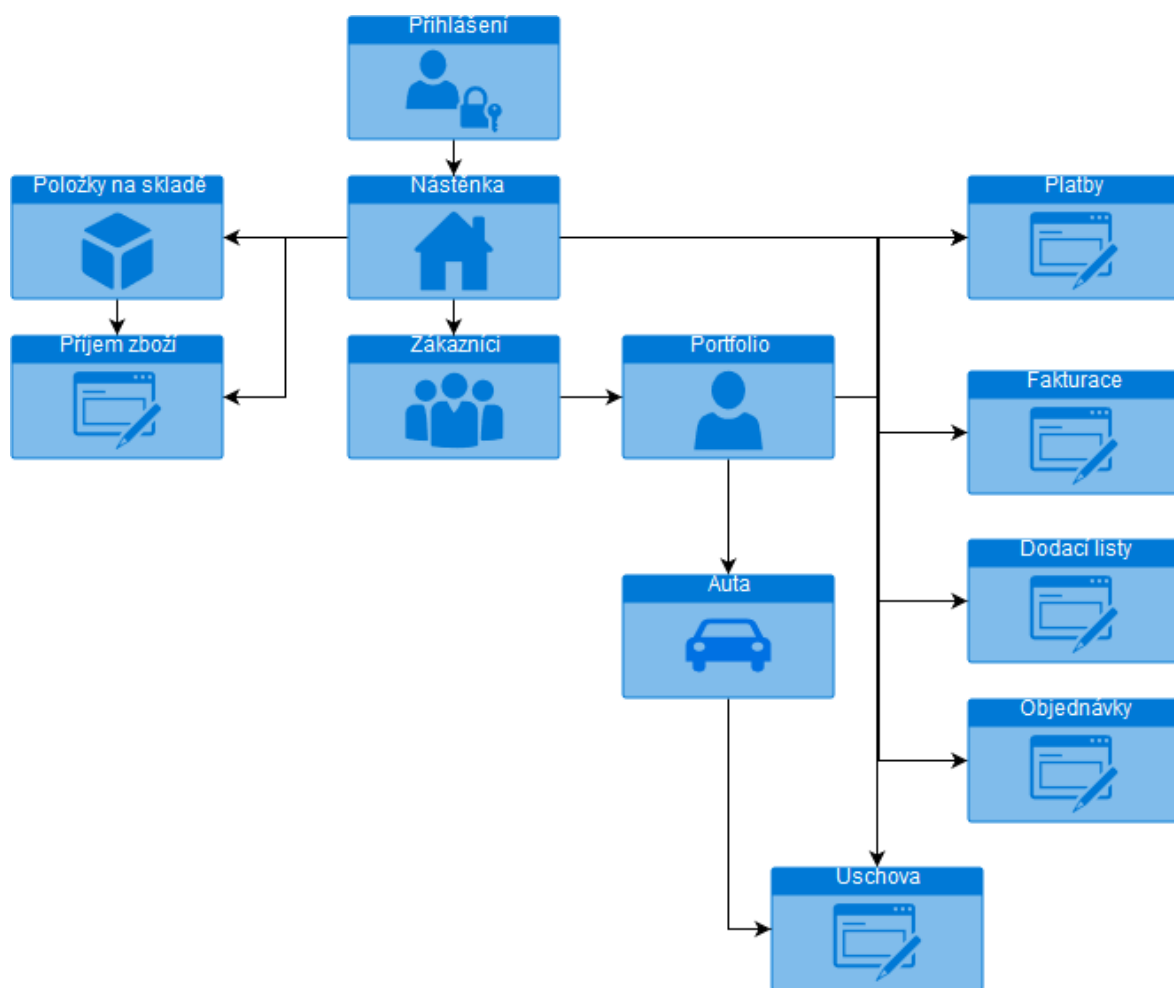 Přihlášení
Položky na skladě
Nástěnka
Platby
Příjem zboží
Zákazníci
Portfolio
Fakturace
Dodací listy
Auta
Objednávky
Uschova